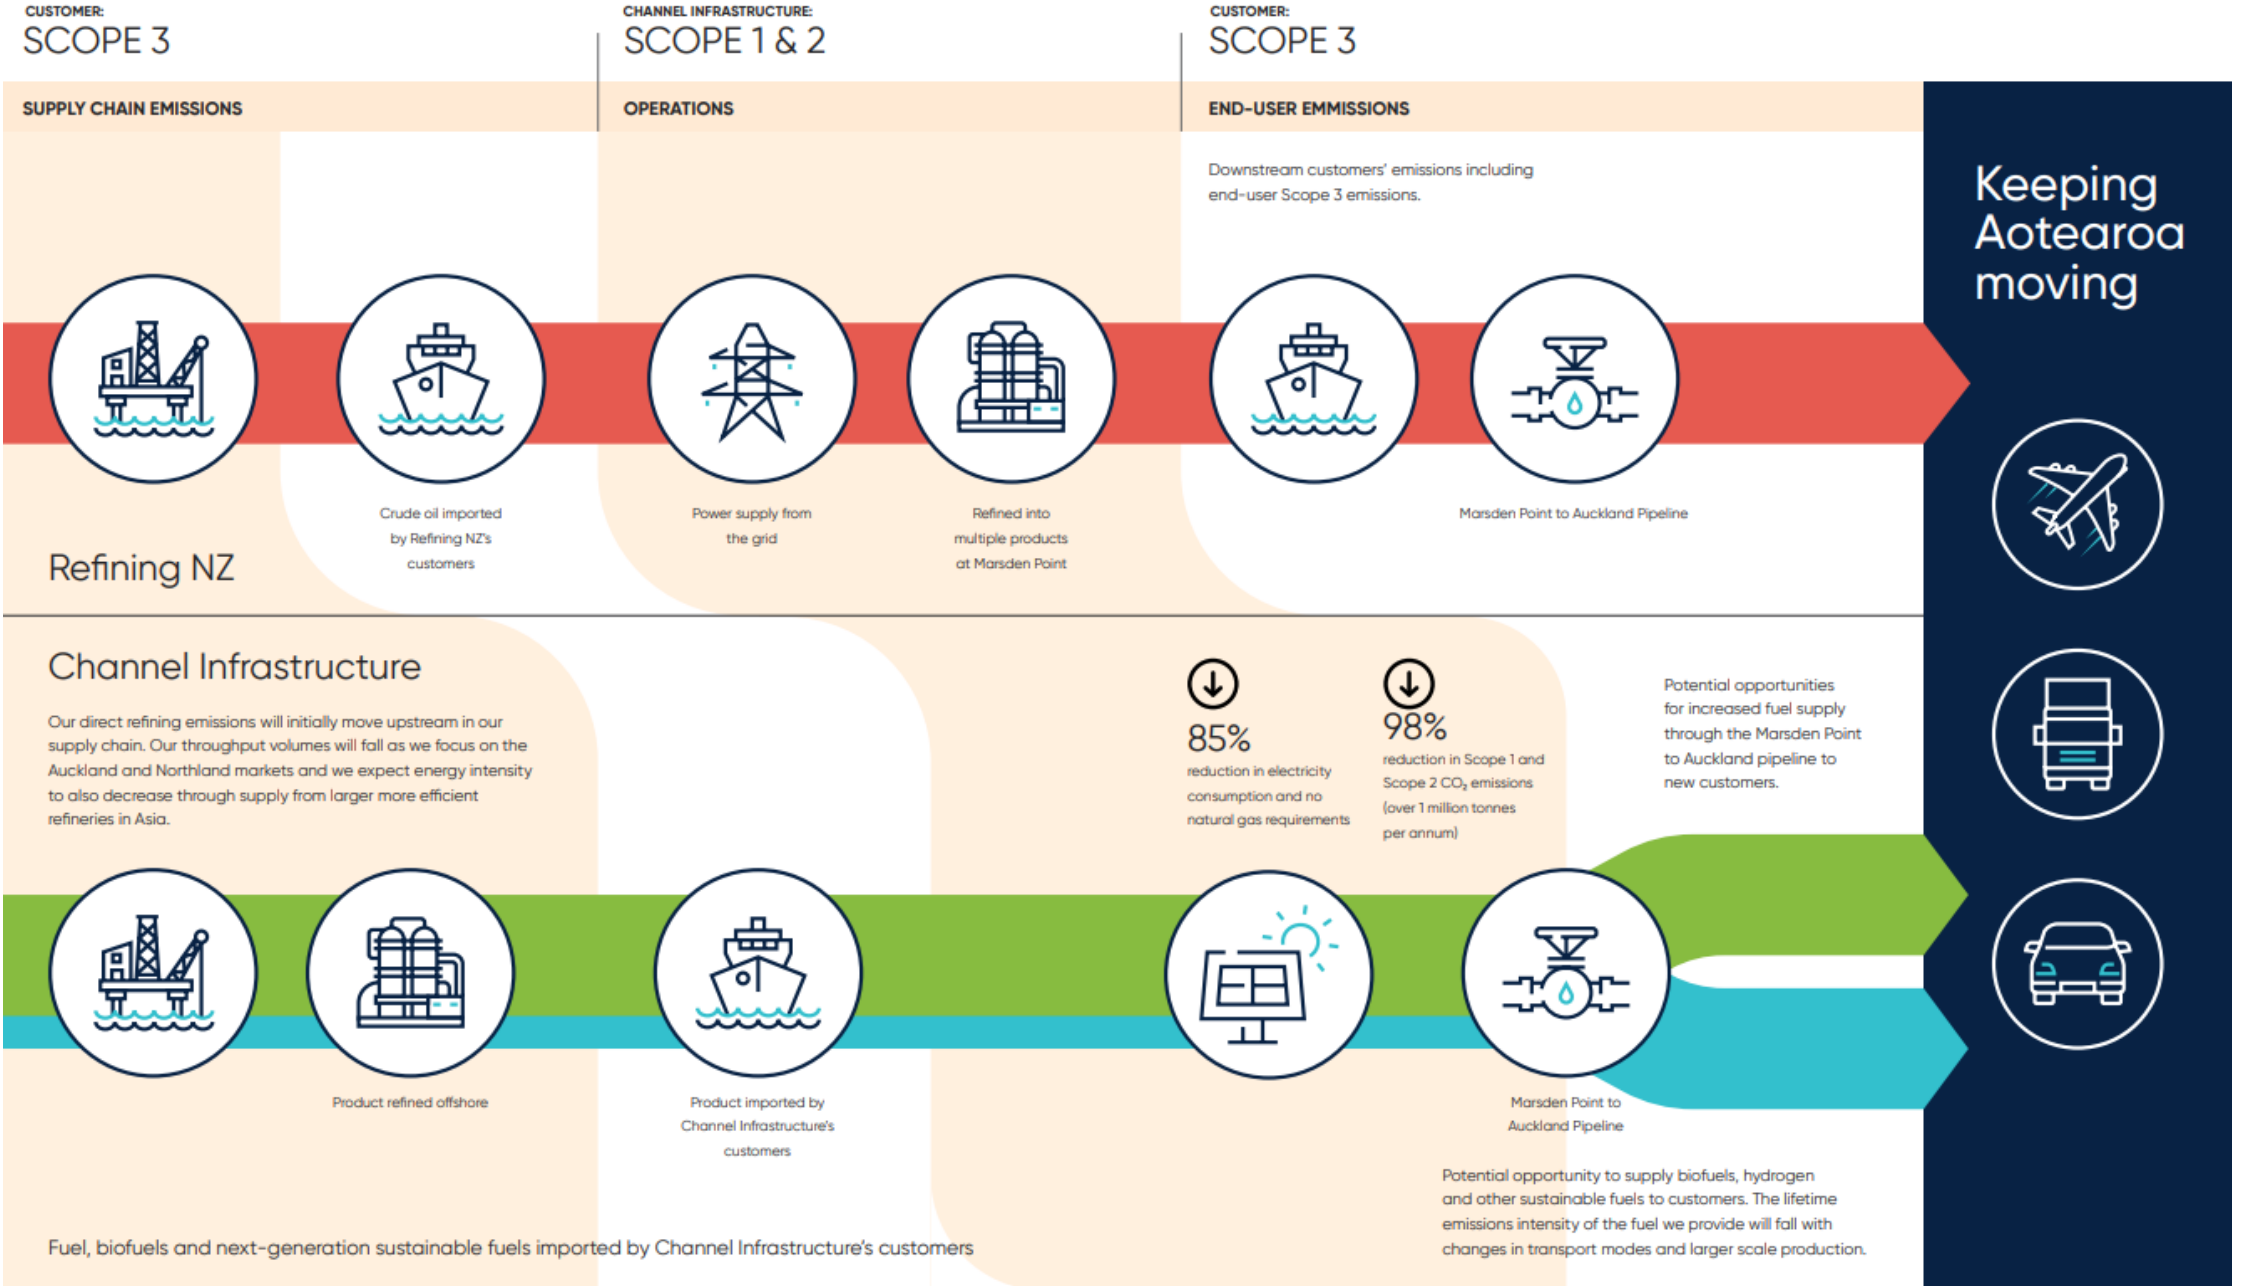 CUSTOMER:
SCOPE 3
CHANNEL INFRASTRUCTURE:
SCOPE 1 & 2
CUSTOMER:
SCOPE 3
SUPPLY CHAIN EMISSIONS
OPERATIONS
END-USER EMMISSIONS
Downstream customers' emissions including
end-user Scope 3 emissions.
Keeping
Aotearoa
moving
Crude oil imported
by Refining NZ's
customers
Power supply from
the grid
Refined into
multiple products
at Marsden Point
Marsden Point to Auckland Pipeline
Refining NZ
Channel Infrastructure
Our direct refining emissions will initially move upstream in our
supply chain. Our throughput volumes will fall as we focus on the
Auckland and Northland markets and we expect energy intensity
to also decrease through supply from larger more efficient
refineries in Asia.
85%
reduction in electricity
consumption and no
natural gas requirements
98%
reduction in Scope 1 and
Scope 2 CO₂ emissions
(over 1 million tonnes
per annum)
Potential opportunities
for increased fuel supply
through the Marsden Point
to Auckland pipeline to
new customers.
Product refined offshore
Product imported by
Channel Infrastructure's
customers
Marsden Point to
Auckland Pipeline
Potential opportunity to supply biofuels, hydrogen
and other sustainable fuels to customers. The lifetime
emissions intensity of the fuel we provide will fall with
changes in transport modes and larger scale production.
Fuel, biofuels and next-generation sustainable fuels imported by Channel Infrastructure's customers